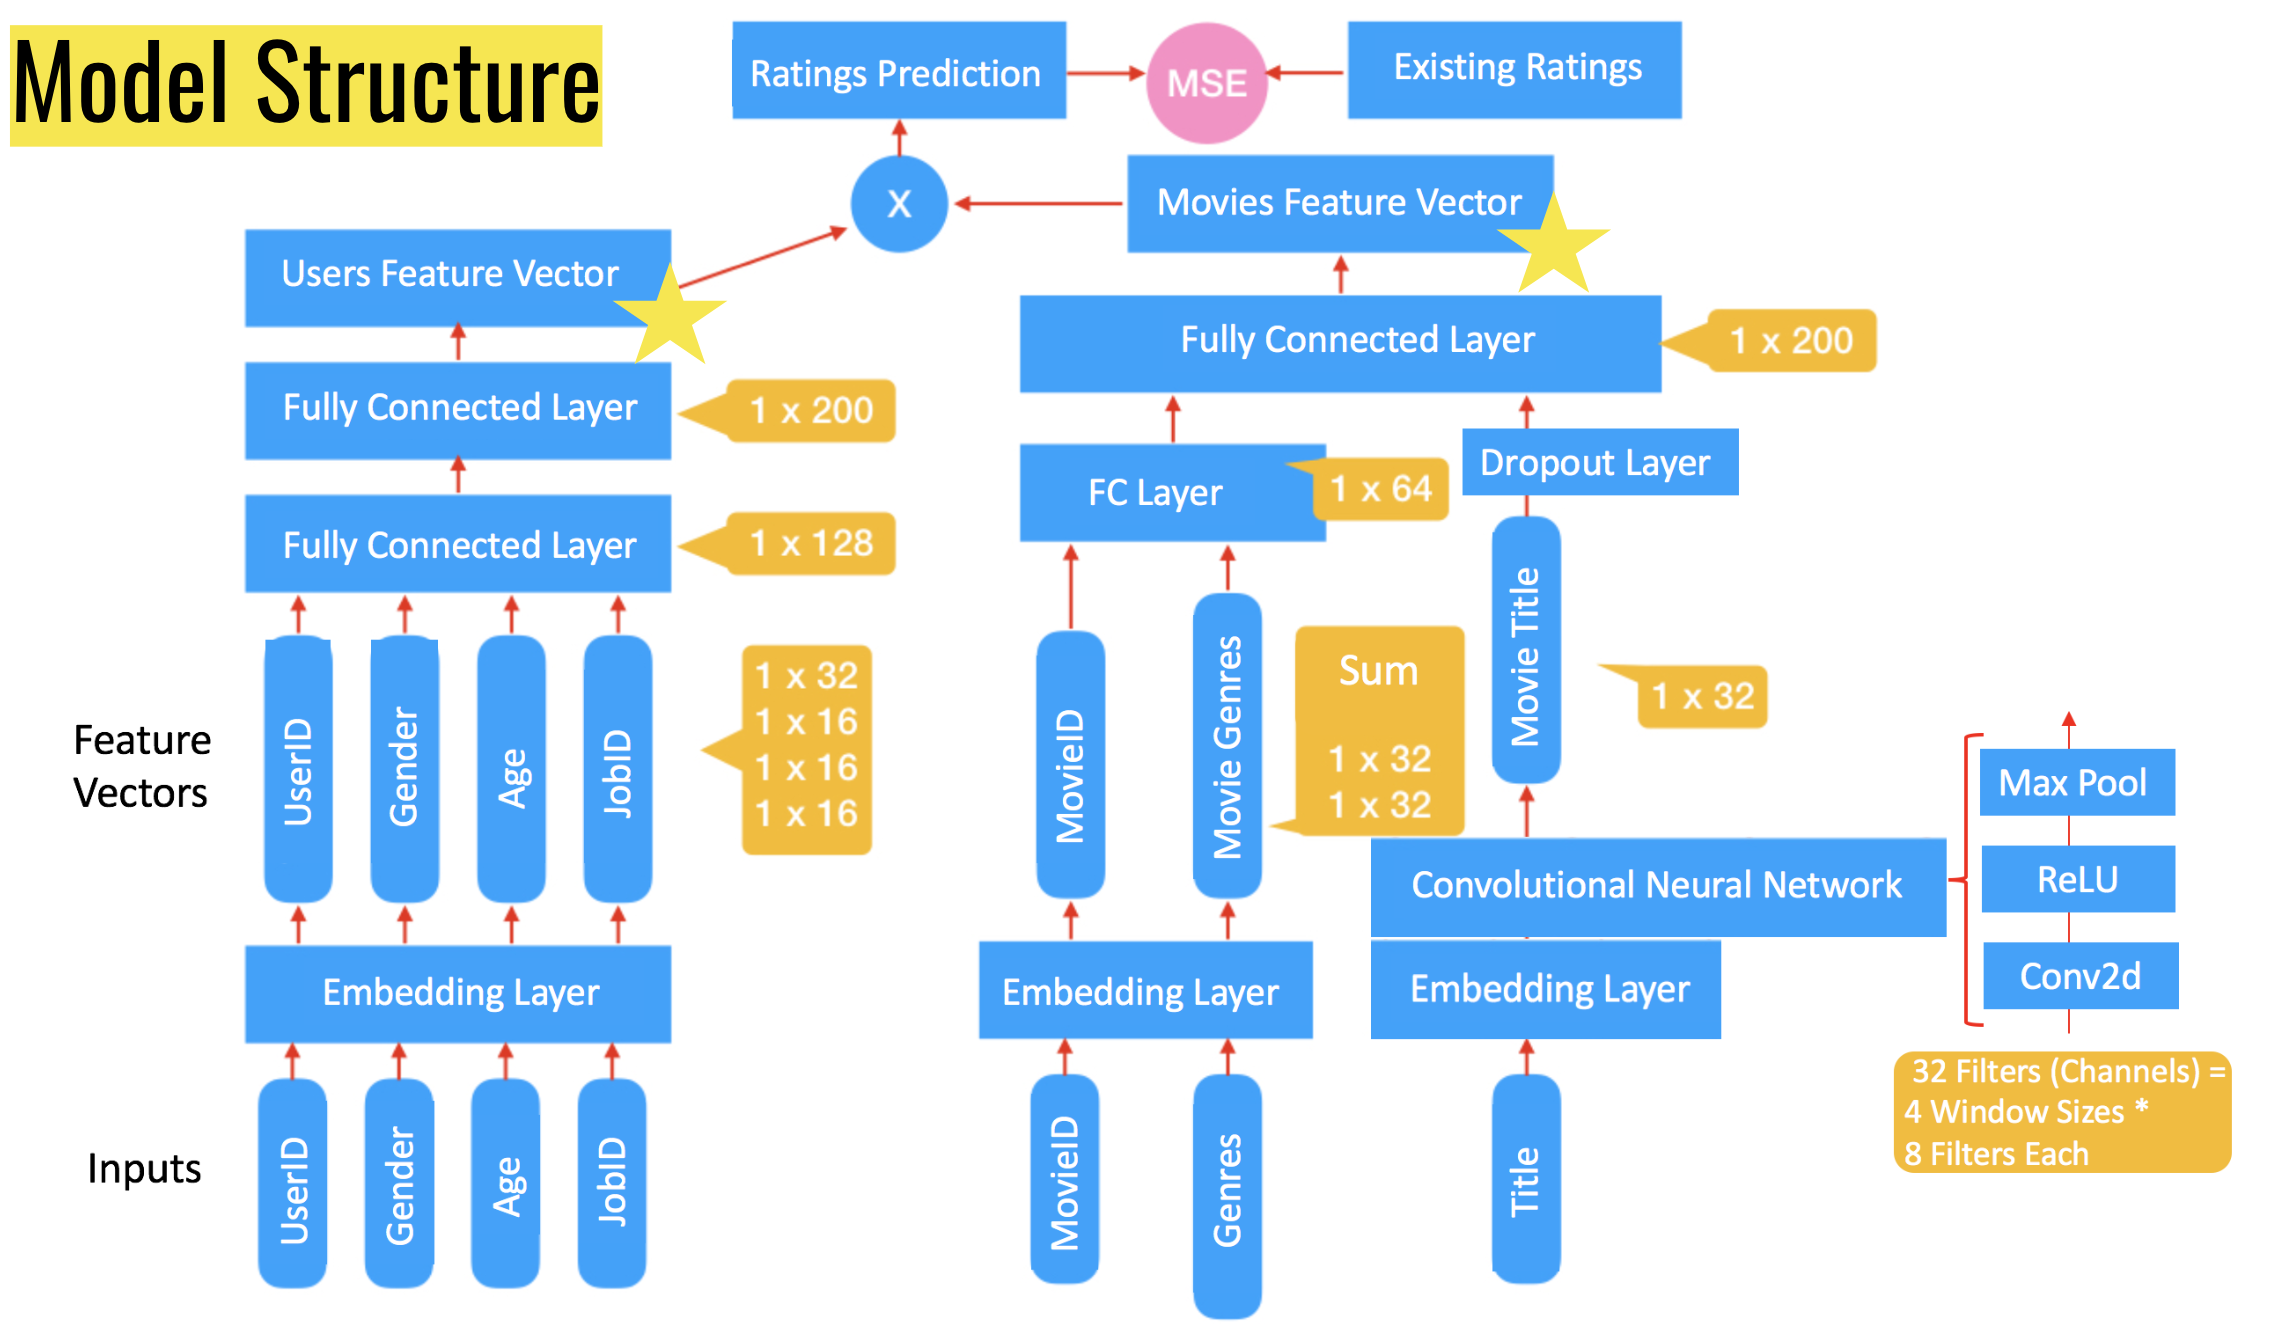 Model Structure
Ratings Prediction
MSE
Existing Ratings
X
Movies Feature Vector
Users Feature Vector
Fully Connected Layer
1 x 200
Fully Connected Layer
1 x 200
FC Layer
1 x 64
Dropout Layer
Fully Connected Layer
1 x 128
Feature
Vectors
UserID
Gender
Age
JobID
1 x 32
1 x 16
1 x 16
1 x 16
MovieID
Movie Genres
Sum
1 x 32
1 x 32
Movie Title
1 x 32
Max Pool
ReLU
Conv2d
Convolutional Neural Network
Embedding Layer
Embedding Layer
Embedding Layer
32 Filters (Channels) =
4 Window Sizes *
8 Filters Each
Inputs
UserID
Gender
Age
JobID
MovieID
Genres
Title